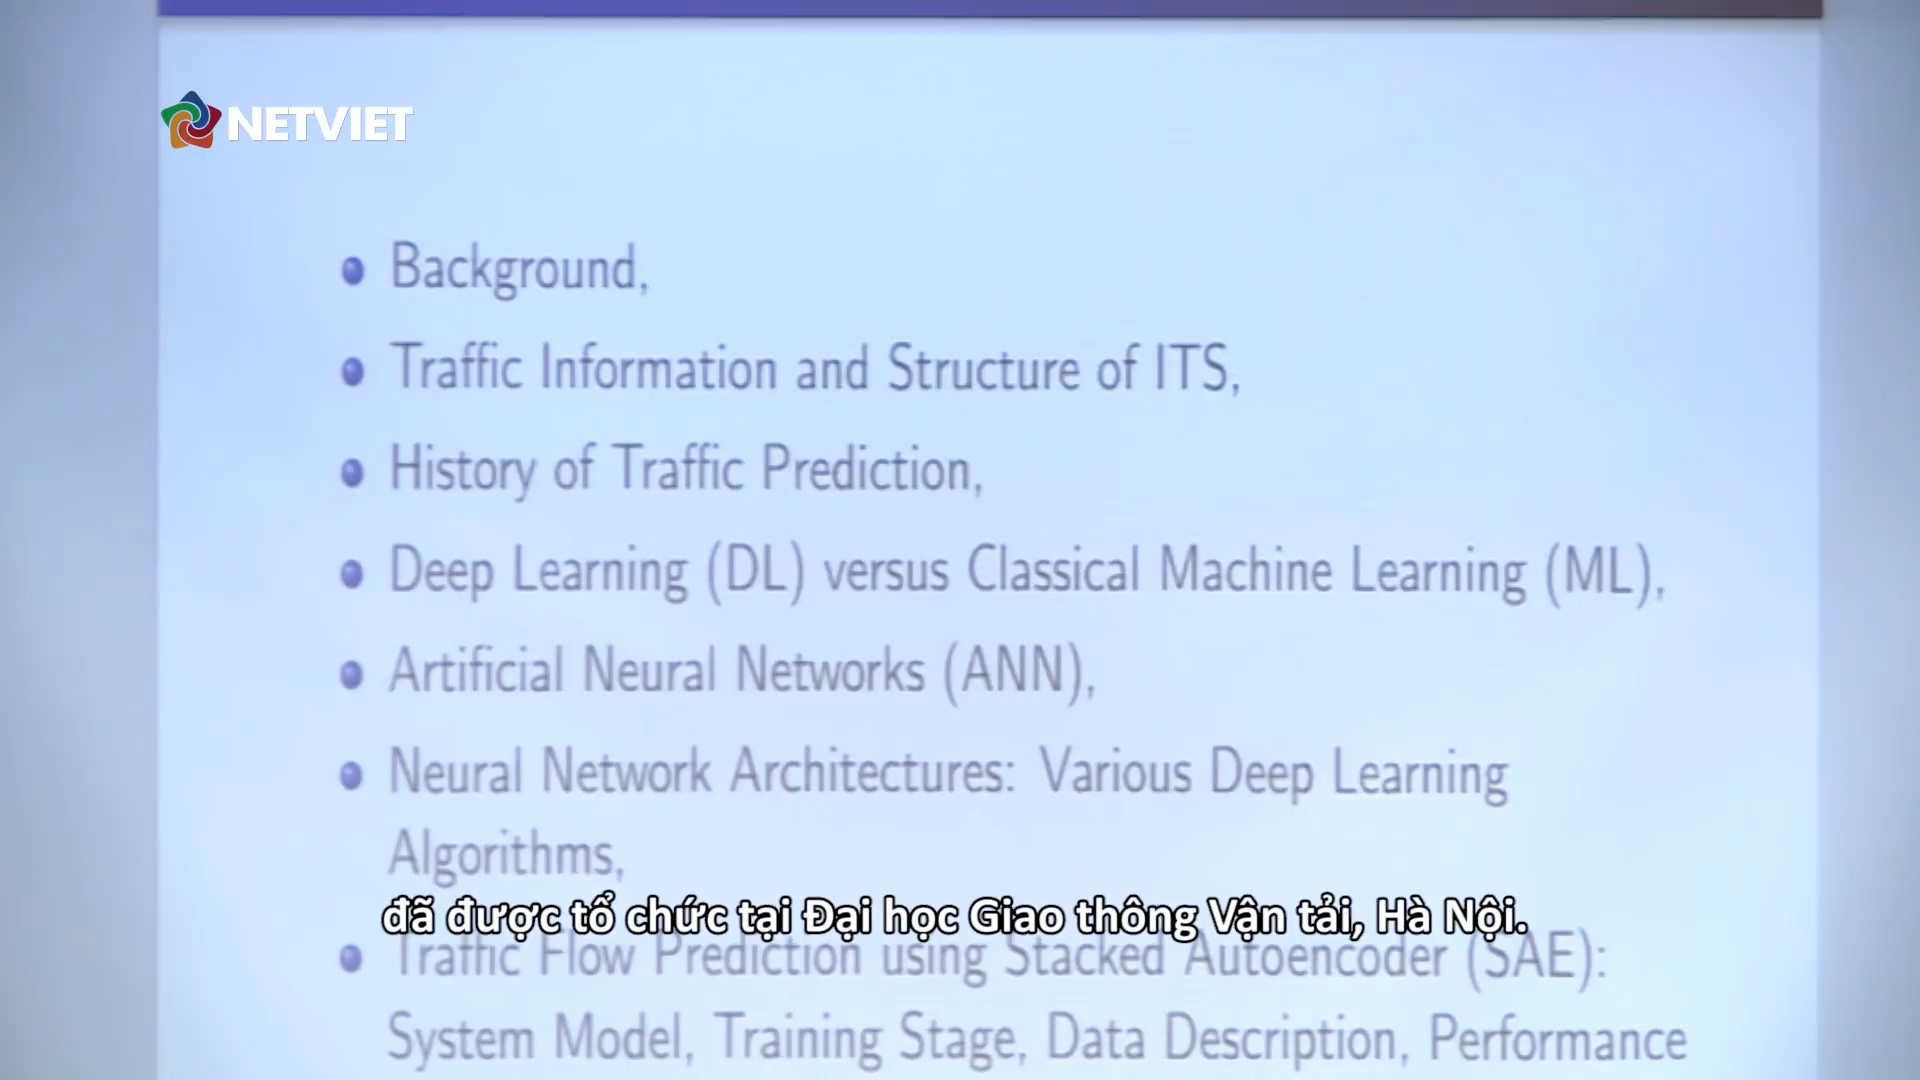 NETVIET
Background,
Traffic Information and Structure of ITS,
History of Traffic Prediction,
Deep Learning (DL) versus Classical Machine Learning (ML),
Artificial Neural Networks (ANN),
Neural Network Architectures: Various Deep Learning
Algorithms,
đã được tổ chức tại Đại học Giao thông Vận tải, Hà Nội.
Traffic Flow Prediction using Stacked Autoencoder (SAE):
System Model, Training Stage, Data Description, Performance